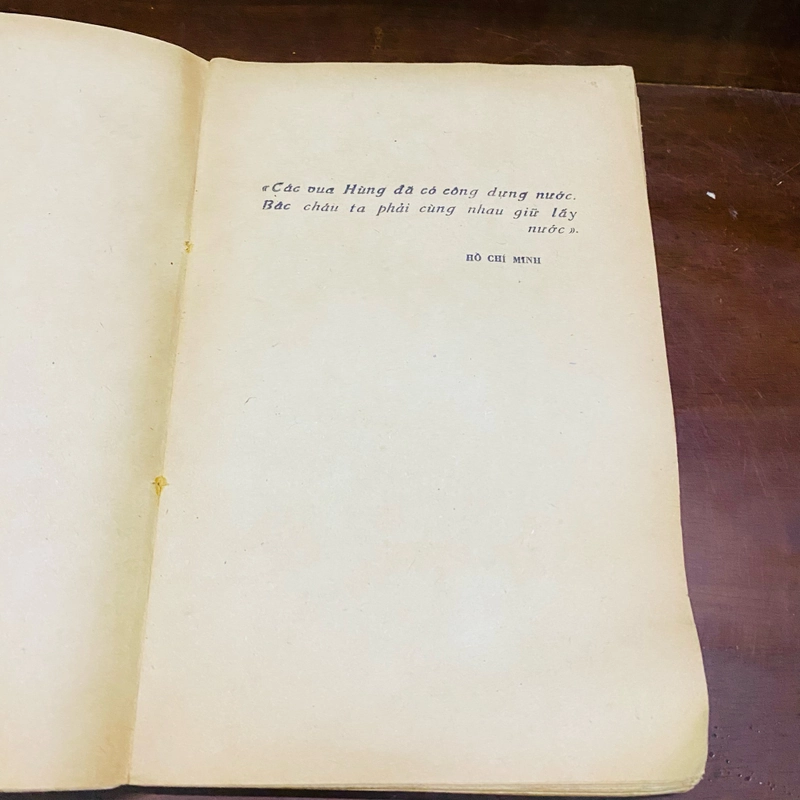 «Các vua Hùng đã có công dựng nước.
Bác cháu ta phải cùng nhau giữ lấy
nước».
HỒ CHÍ MINH